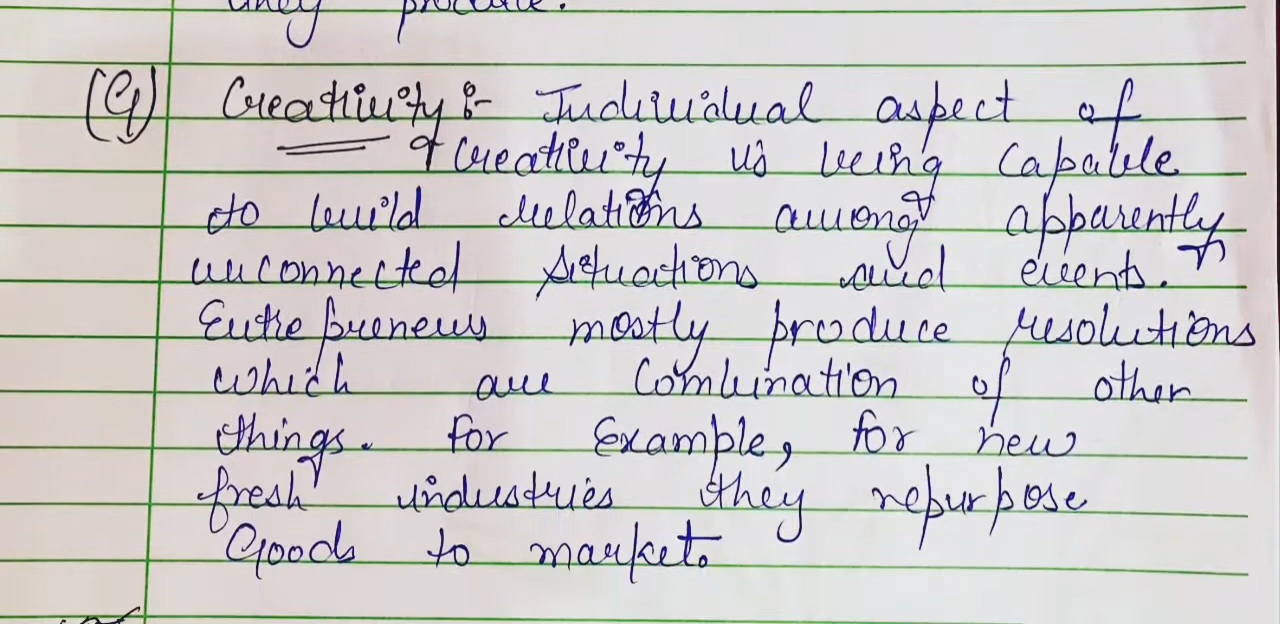 they produce.
(G) Creativity :- Individual aspect of
creativity is being capable
to build relations among apparently
unconnected situations and events.
Entrepreneurs mostly produce resolutions
which are Combination of other
things. For Example, for new
fresh industries they repurpose
Goods to market.